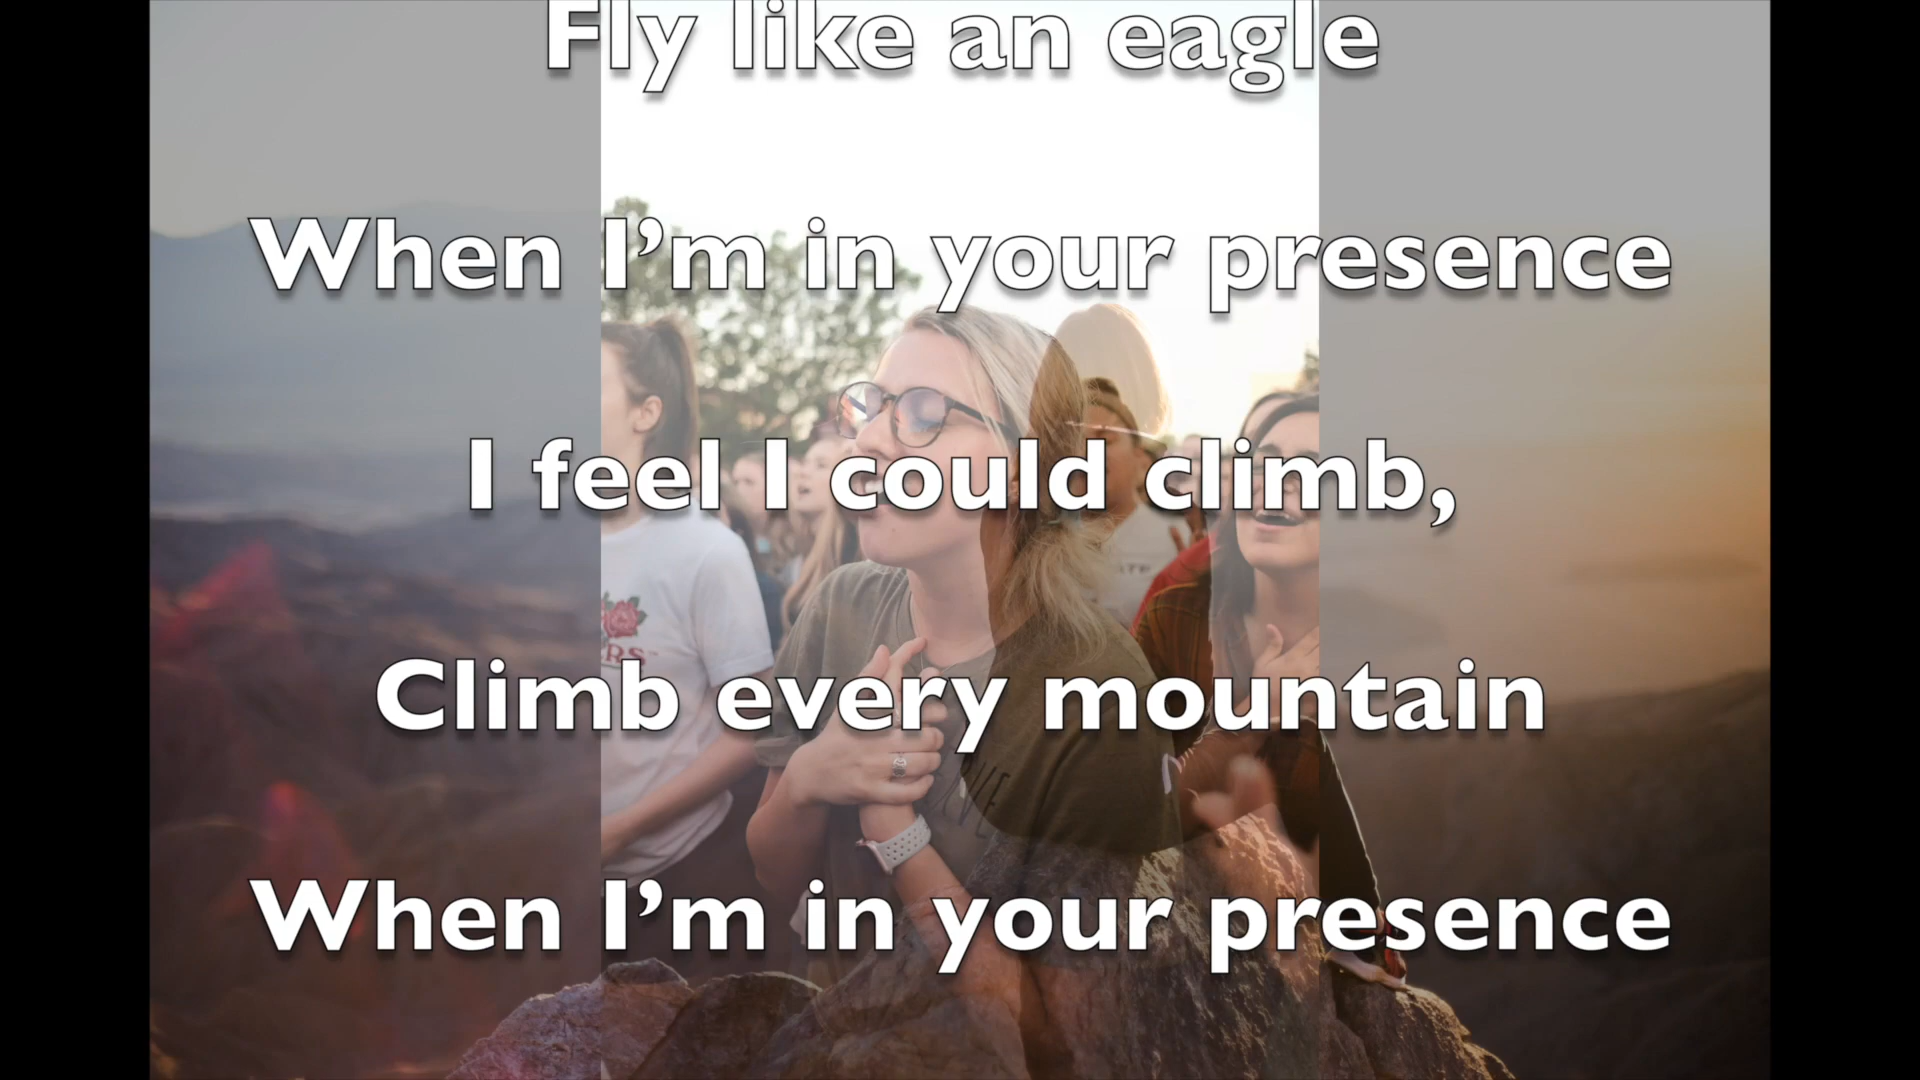 Fly like an eagle
When I'm in your presence
I feel I could climb,
Climb every mountain
When I'm in your presence